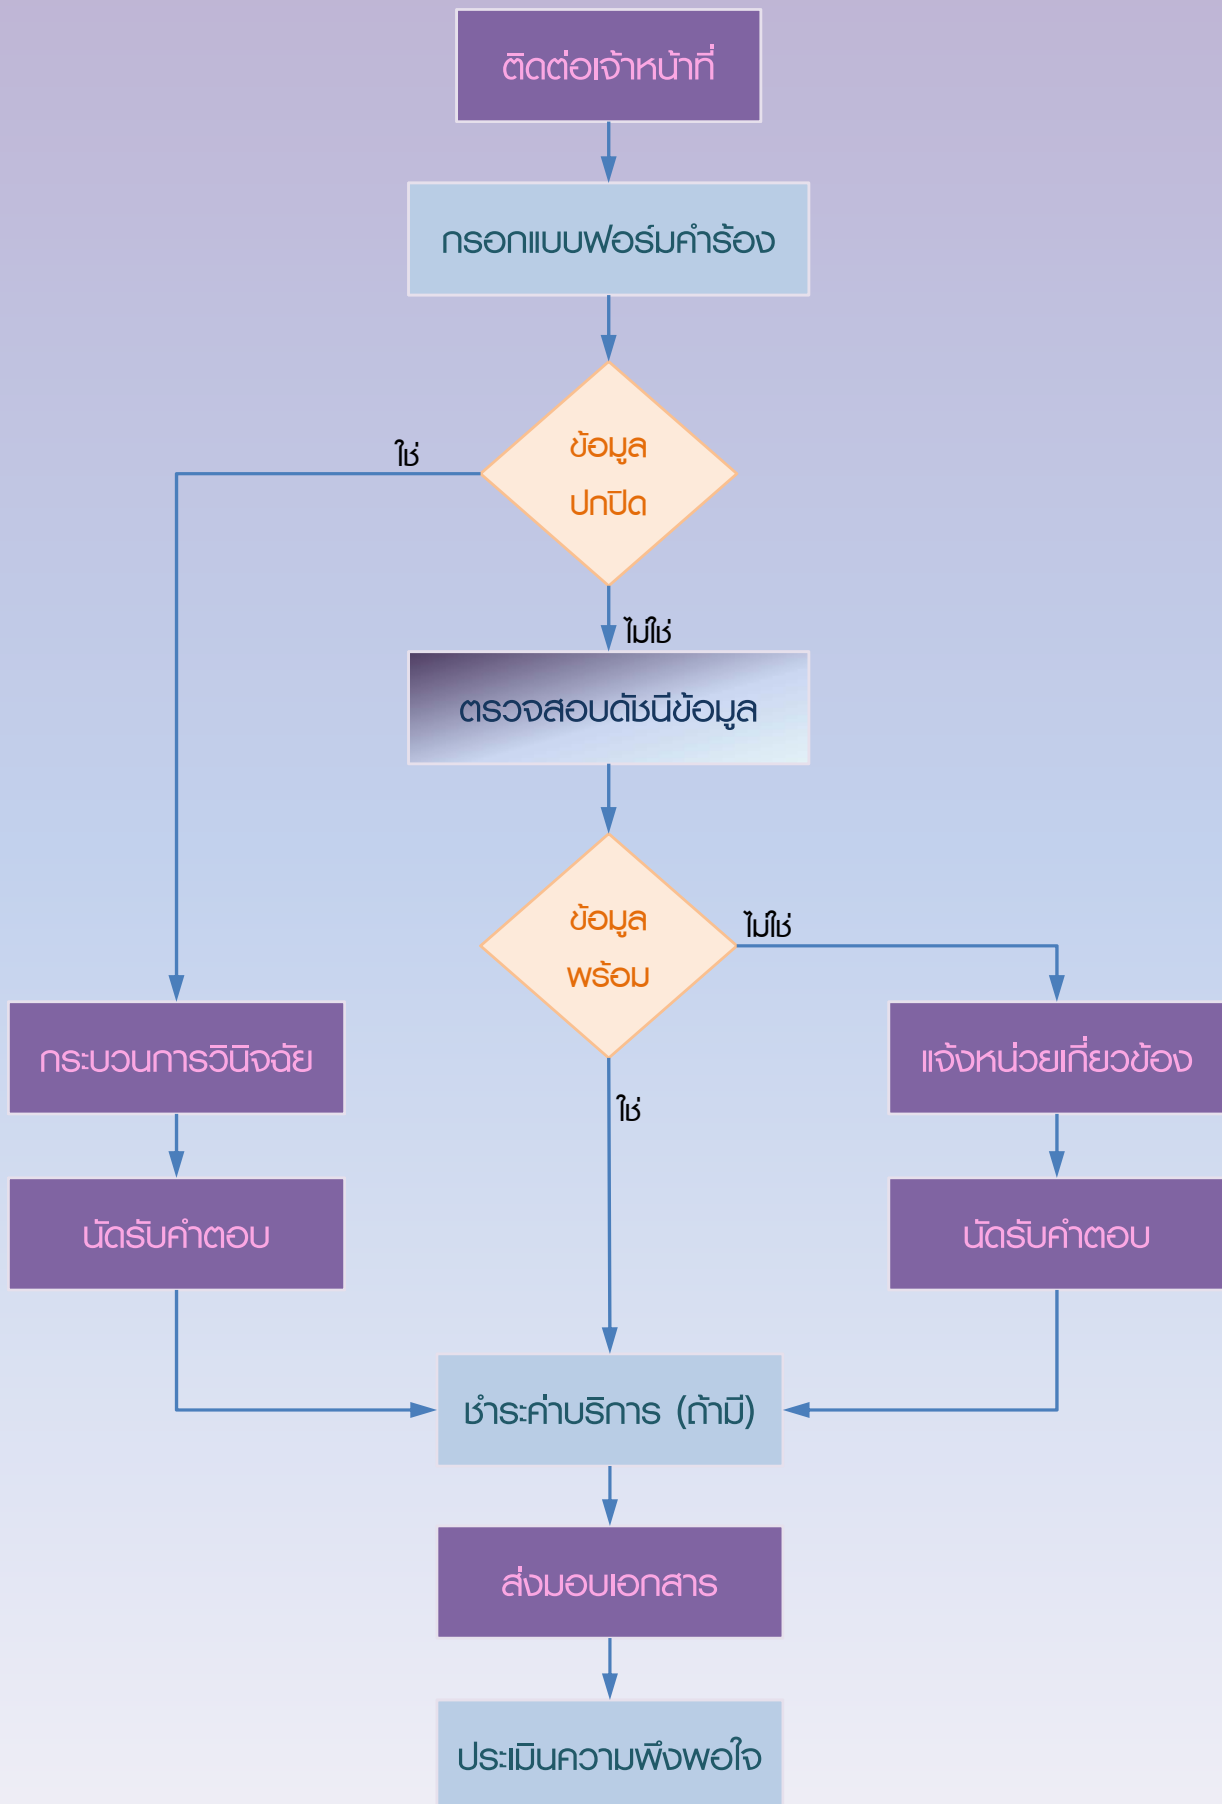 ติดต่อเจ้าหน้าที่
กรอกแบบฟอร์มคำร้อง
ข้อมูล
ปกปิด
ใช่
ไม่ใช่
ตรวจสอบดัชนีข้อมูล
ข้อมูล
พร้อม
ไม่ใช่
ใช่
กระบวนการวินิจฉัย
แจ้งหน่วยเกี่ยวข้อง
นัดรับคำตอบ
นัดรับคำตอบ
ชำระค่าบริการ (ถ้ามี)
ส่งมอบเอกสาร
ประเมินความพึงพอใจ